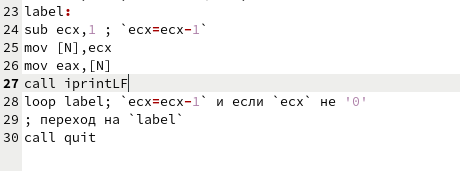 23 label:
24 sub ecx,1 ; `ecx=ecx-1`
25 mov [N],ecx
26 mov eax,[N]
27 call iprintLF
28 loop label; `ecx=ecx-1` и если `ecx` не '0'
29 ; переход на `label`
30 call quit